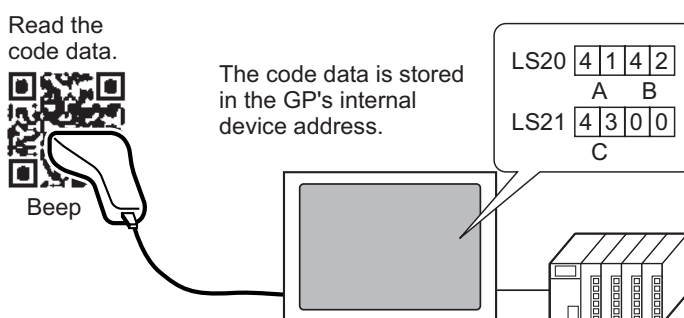 Read the
code data.
Beep
The code data is stored
in the GP's internal
device address.
LS20 4 1 4 2
A B
LS21 4 3 0 0
C